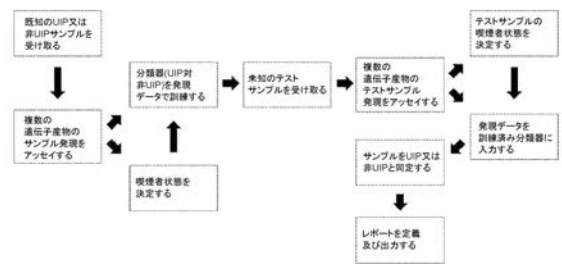 既知のUIP又は
非UIPサンプルを
受け取る
複数の
遺伝子産物の
サンプル発現を
アッセイする
分類器(UIP対
非UIP)を発現
データで訓練する
喫煙者状態を
決定する
未知のテスト
サンプルを受け取る
複数の
遺伝子産物の
テストサンプル
発現をアッセイする
テストサンプルの
喫煙者状態を
決定する
発現データを
訓練済み分類器に
入力する
サンプルをUIP又は
非UIPと同定する
レポートを定義
及び出力する